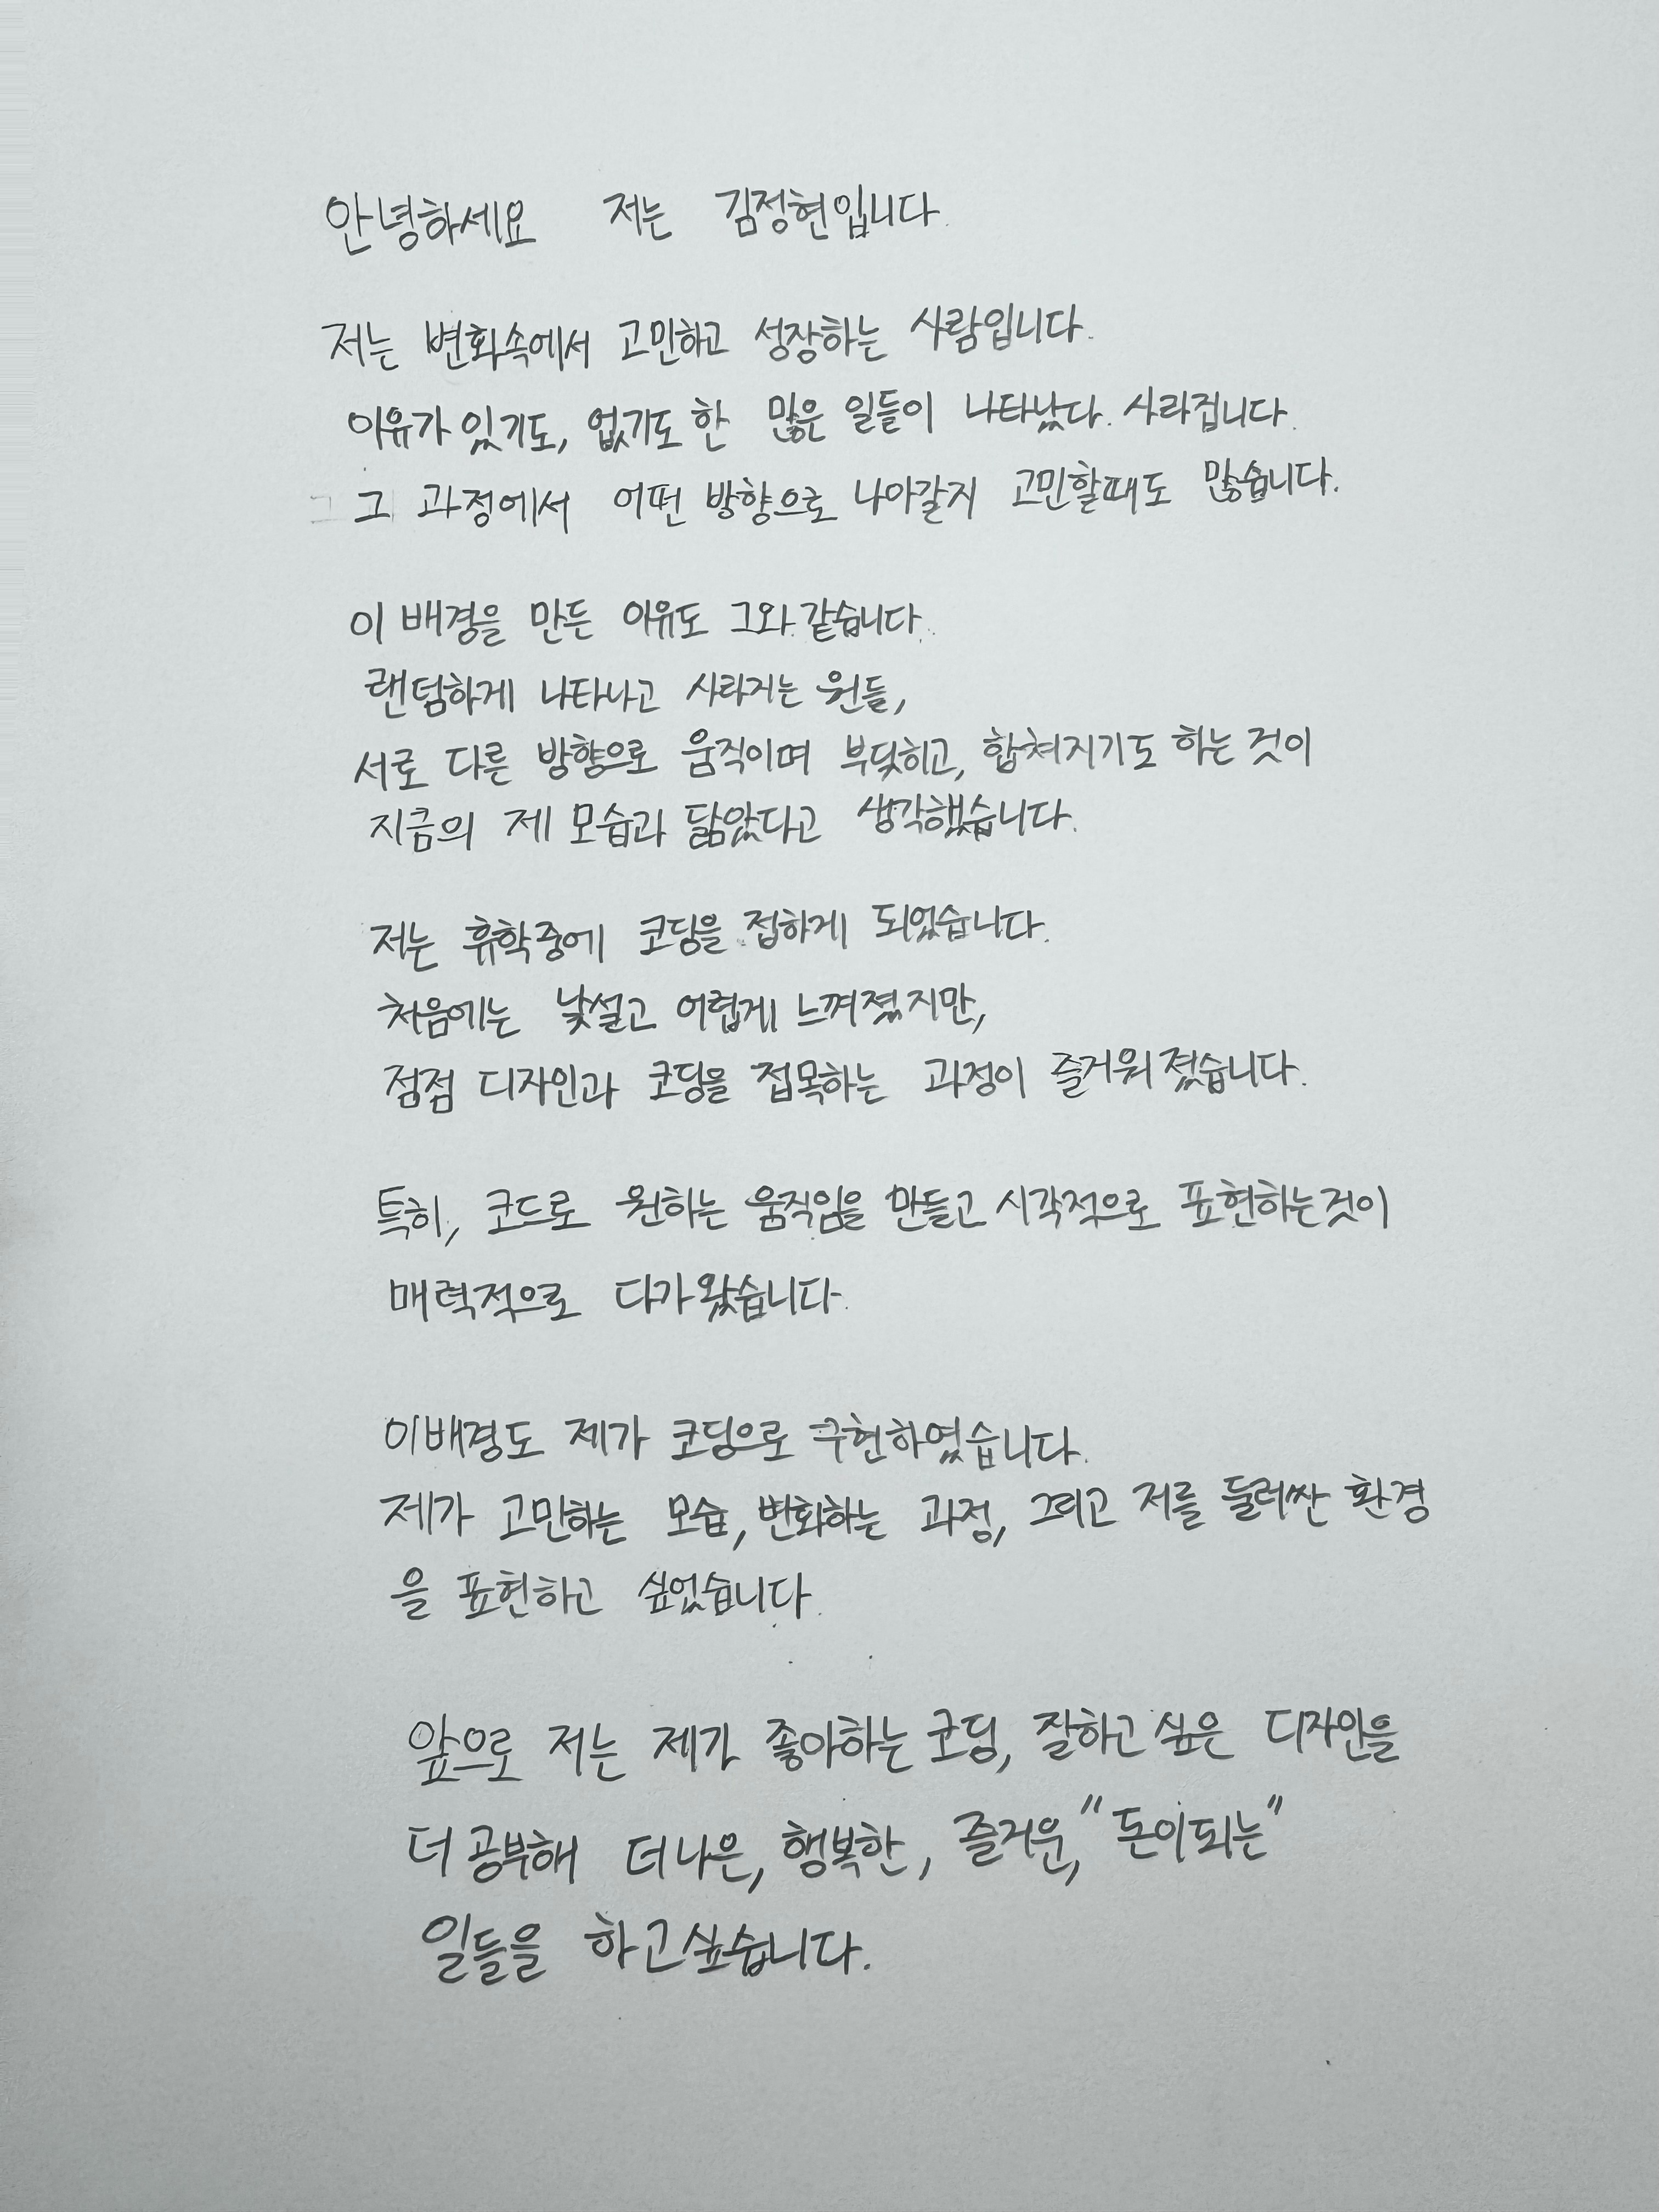 안녕하세요 저는 김정현입니다.
저는 변화속에서 고민하고 성장하는 사람입니다.
이유가 있기도, 없기도 한 많은 일들이 나타났다. 사라집니다.
그 과정에서 어떤 방향으로 나아갈지 고민할때도 많습니다.
이 배경을 만든 이유도 그와 같습니다.
랜덤하게 나타나고 사라지는 원들,
서로 다른 방향으로 움직이며 부딪히고, 합쳐지기도 하는 것이
지금의 제 모습과 닮았다고 생각했습니다.
저는 휴학중에 코딩을 접하게 되었습니다.
처음에는 낯설고 어렵게 느껴졌지만,
점점 디자인과 코딩을 접목하는 과정이 즐거워졌습니다.
특히, 코드로 원하는 움직임을 만들고 시각적으로 표현하는것이
매력적으로 다가왔습니다.
이배경도 제가 코딩으로 구현하였습니다.
제가 고민하는 모습, 변화하는 과정, 그리고 저를 둘러싼 환경
을 표현하고 싶었습니다.
앞으로 저는 제가 좋아하는 코딩, 잘하고 싶은 디자인을
더 공부해 더 나은, 행복한, 즐거운, "돈이되는"
일들을 하고싶습니다.